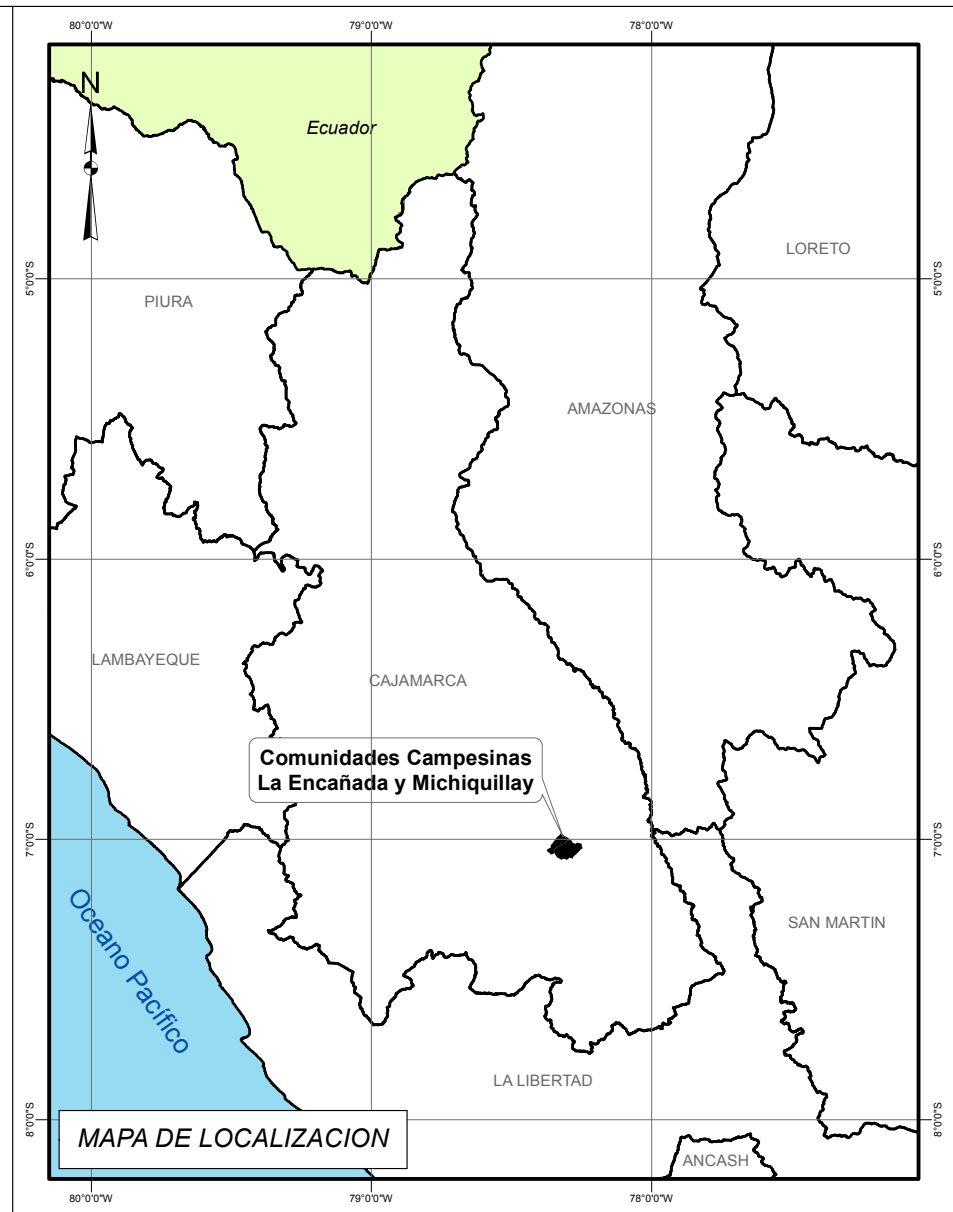 80°0'0"W
79°0'0"W
78°0'0"W
N
Ecuador
LORETO
5°0'0"S
5°0'0"S
PIURA
AMAZONAS
6°0'0"S
6°0'0"S
LAMBAYEQUE
CAJAMARCA
Comunidades Campesinas
La Encañada y Michiquillay
7°0'0"S
7°0'0"S
Oceano Pacífico
SAN MARTIN
LA LIBERTAD
8°0'0"S
8°0'0"S
MAPA DE LOCALIZACION
ANCASH
80°0'0"W
79°0'0"W
78°0'0"W